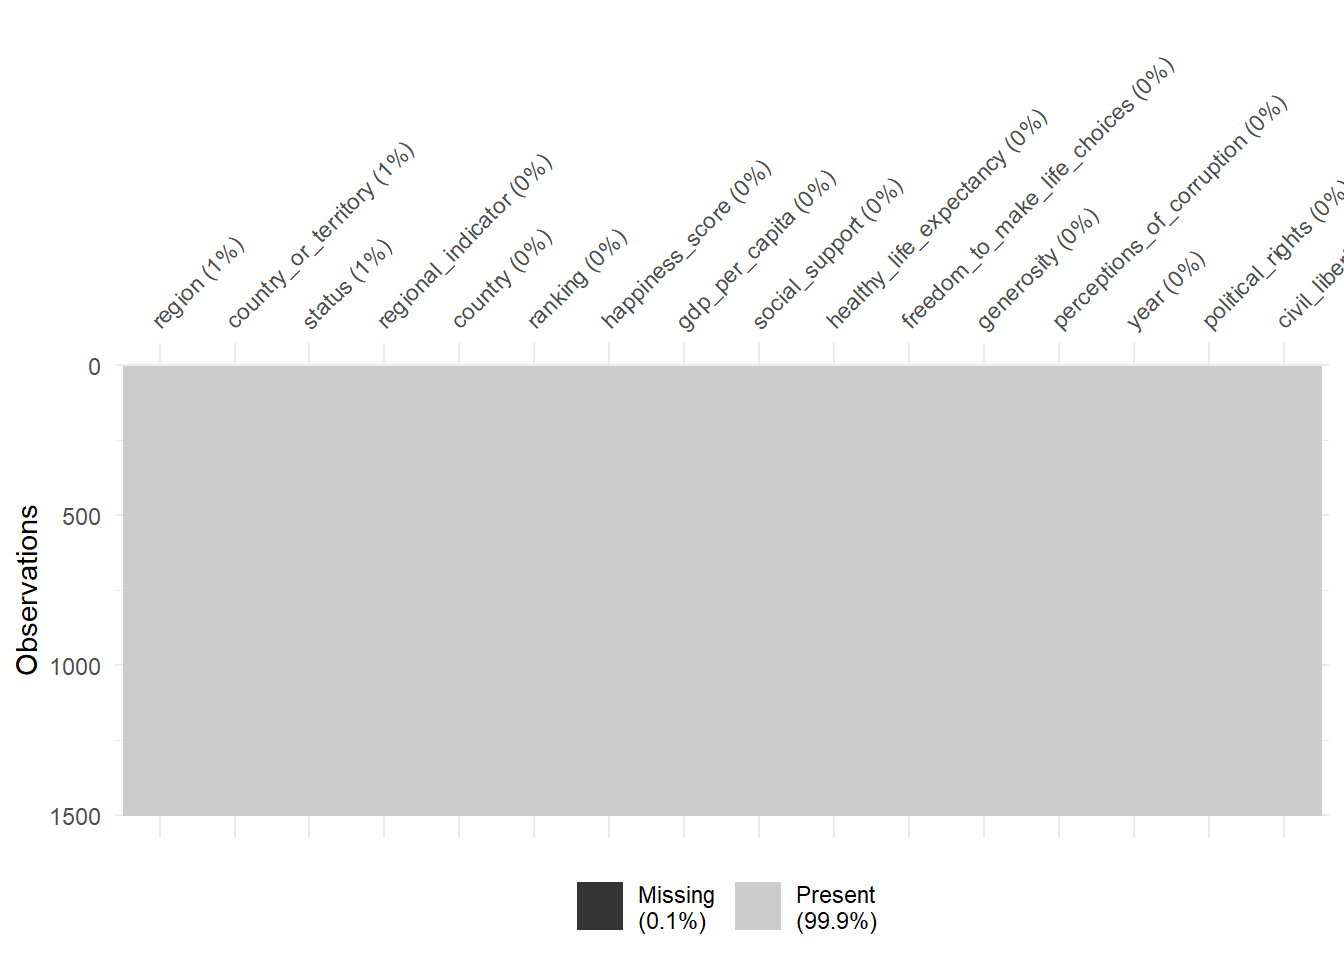 region (1%)
country_or_territory (1%)
status (1%)
regional_indicator (0%)
country (0%)
ranking (0%)
happiness_score (0%)
gdp_per_capita (0%)
social_support (0%)
healthy_life_expectancy (0%)
freedom_to_make_life_choices (0%)
generosity (0%)
perceptions_of_corruption (0%)
year (0%)
political_rights (0%
0
500
1000
1500
Observations
Missing
(0.1%)
Present
(99.9%)